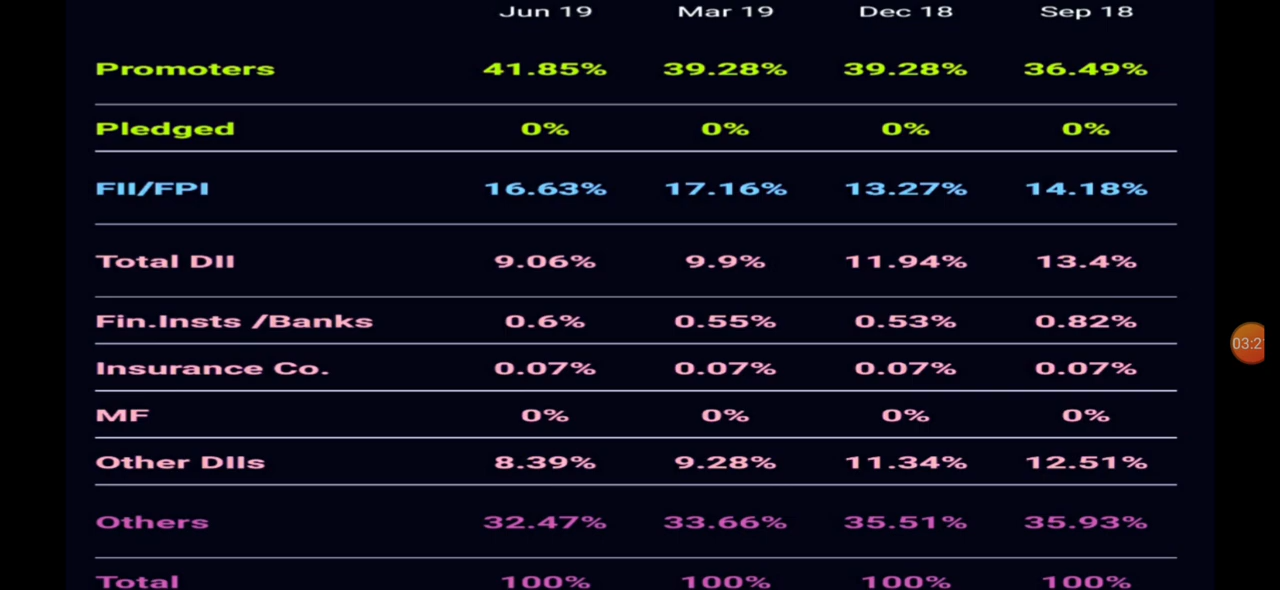 Jun 19 Mar 19 Dec 18 Sep 18
Promoters 41.85% 39.28% 39.28% 36.49%
Pledged 0% 0% 0% 0%
FII/FPI 16.63% 17.16% 13.27% 14.18%
Total DII 9.06% 9.9% 11.94% 13.4%
Fin.Insts /Banks 0.6% 0.55% 0.53% 0.82%
Insurance Co. 0.07% 0.07% 0.07% 0.07%
MF 0% 0% 0% 0%
Other DIIs 8.39% 9.28% 11.34% 12.51%
Others 32.47% 33.66% 35.51% 35.93%
Total 100% 100% 100% 100%